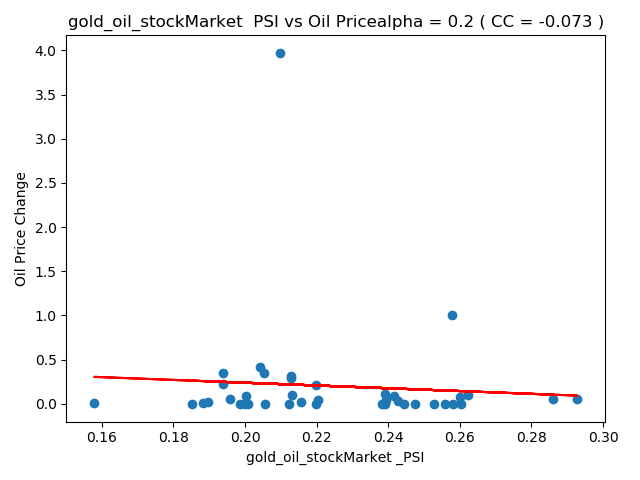 gold_oil_stockMarket  PSI vs Oil Pricealpha = 0.2 ( CC = -0.073 )
4.0
3.5
3.0
2.5
2.0
1.5
1.0
0.5
0.0
Oil Price Change
0.16 0.18 0.20 0.22 0.24 0.26 0.28 0.30
gold_oil_stockMarket _PSI